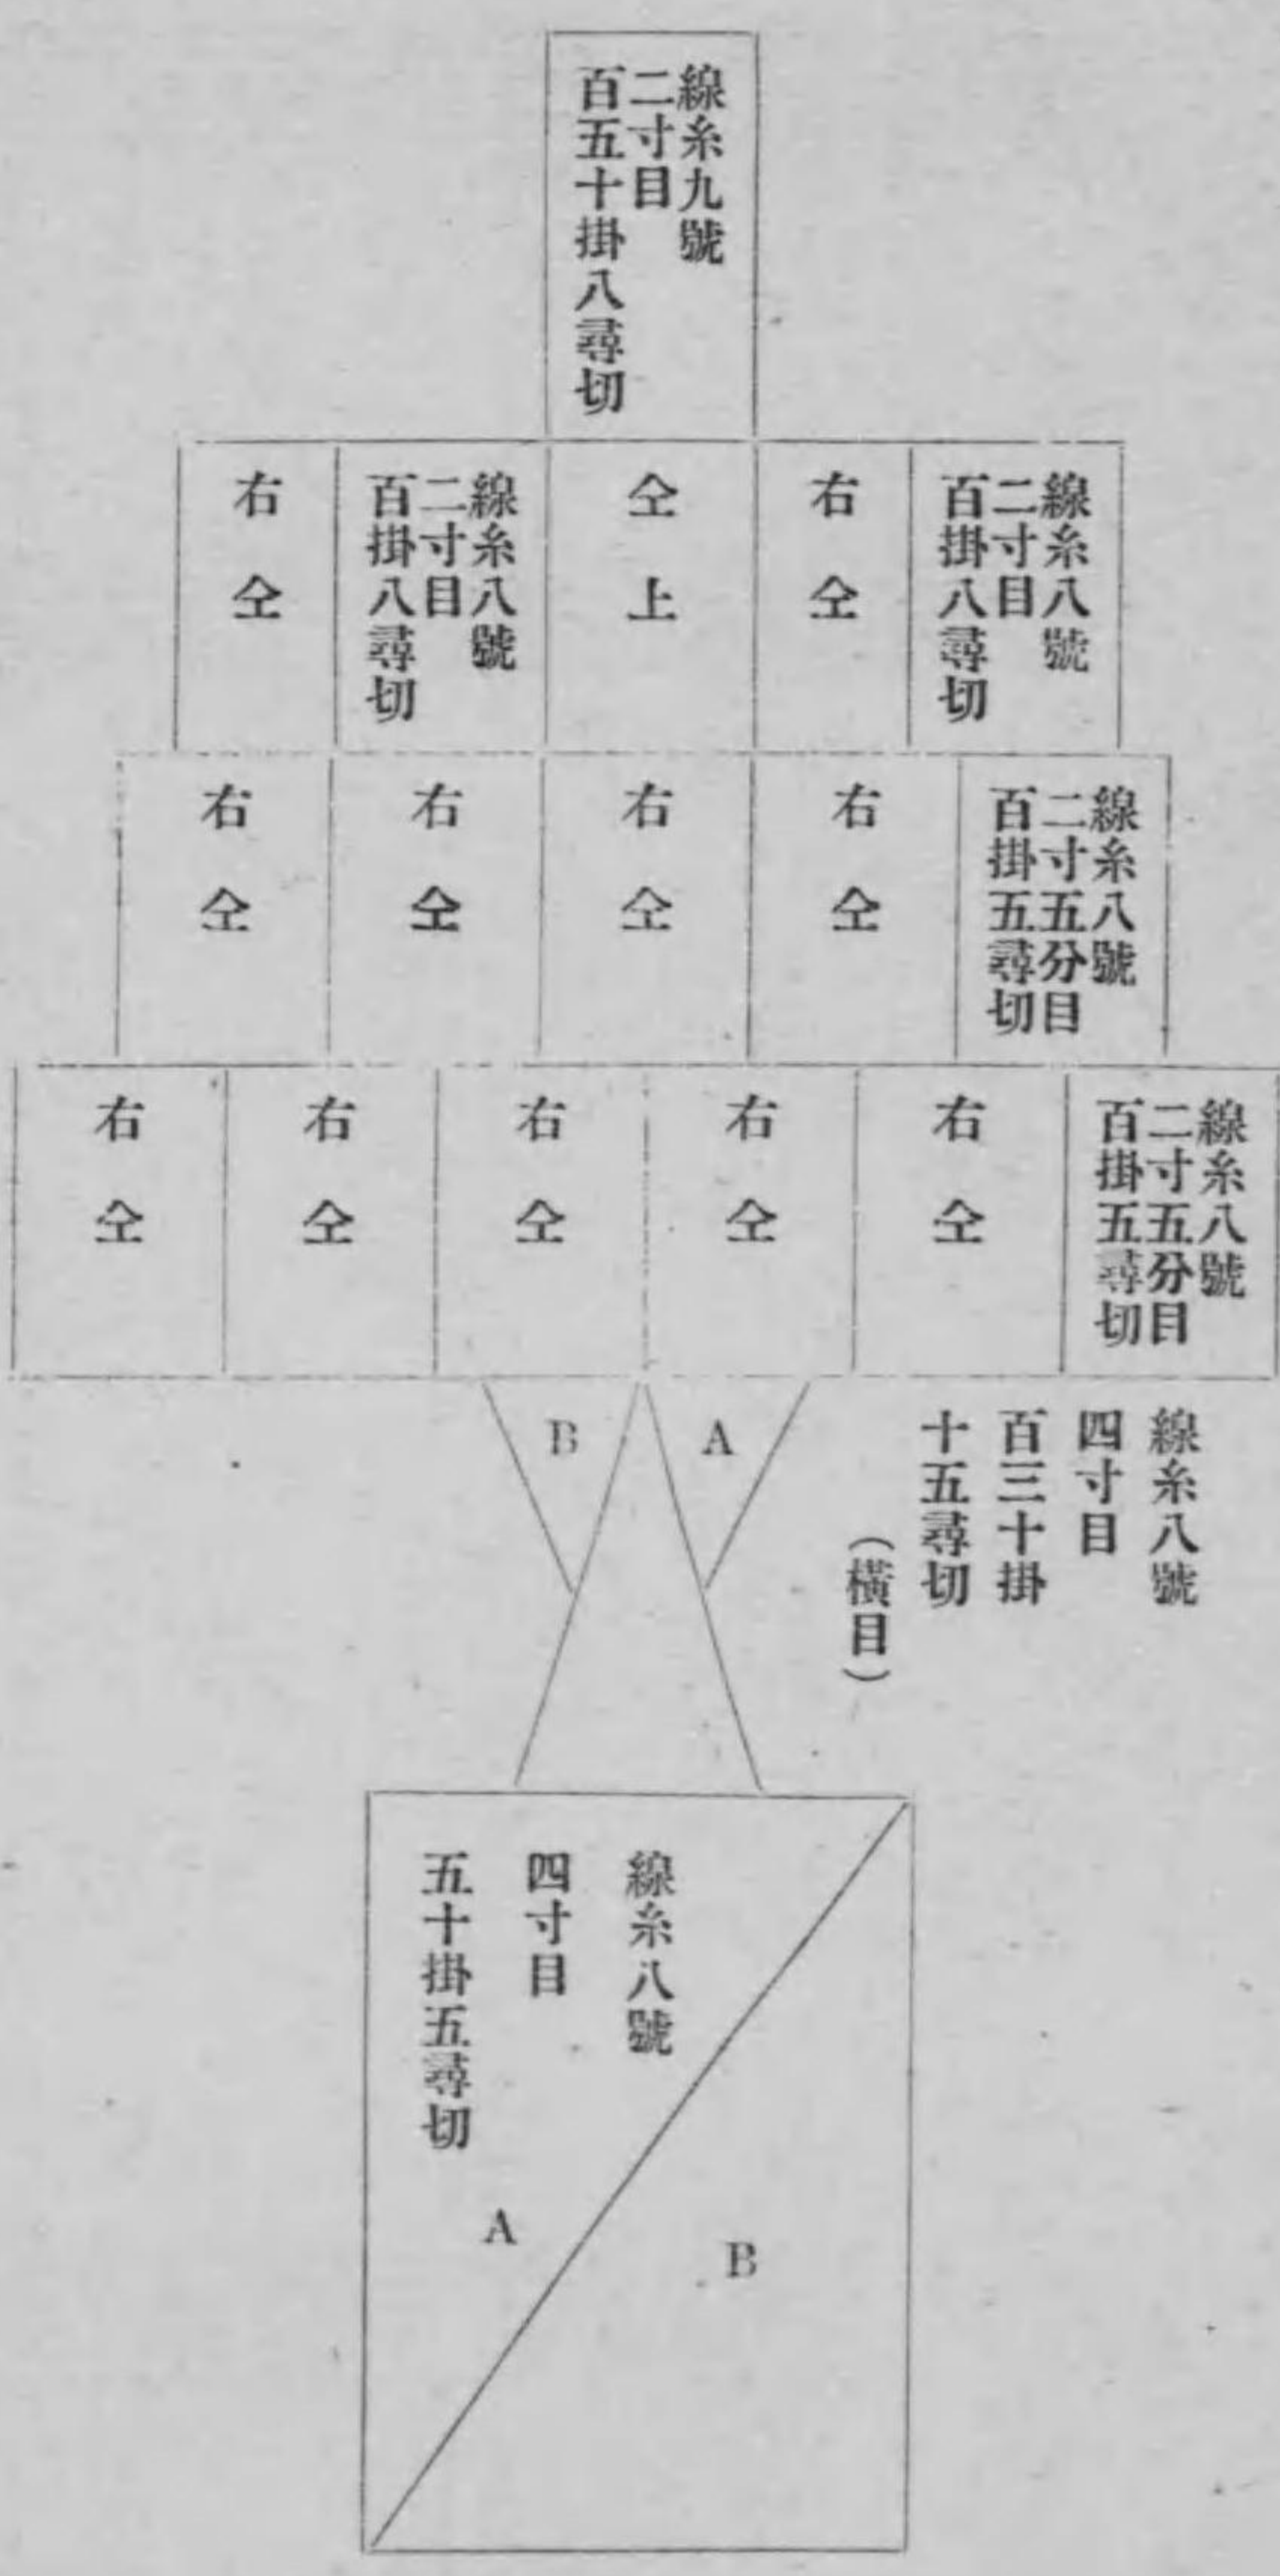 線糸九號
二寸目
百五十掛八尋切
線糸八號
二寸目
百掛八尋切
右仝
仝上
線糸八號
二寸目
百掛八尋切
右仝
線糸八號
二寸五分目
百掛五尋切
右仝
右仝
右仝
右仝
線糸八號
二寸五分目
百掛五尋切
右仝
右仝
右仝
右仝
右仝
線糸八號
四寸目
百三十掛
十五尋切
(橫目)
A
B
線糸八號
四寸目
五十掛五尋切
A
B